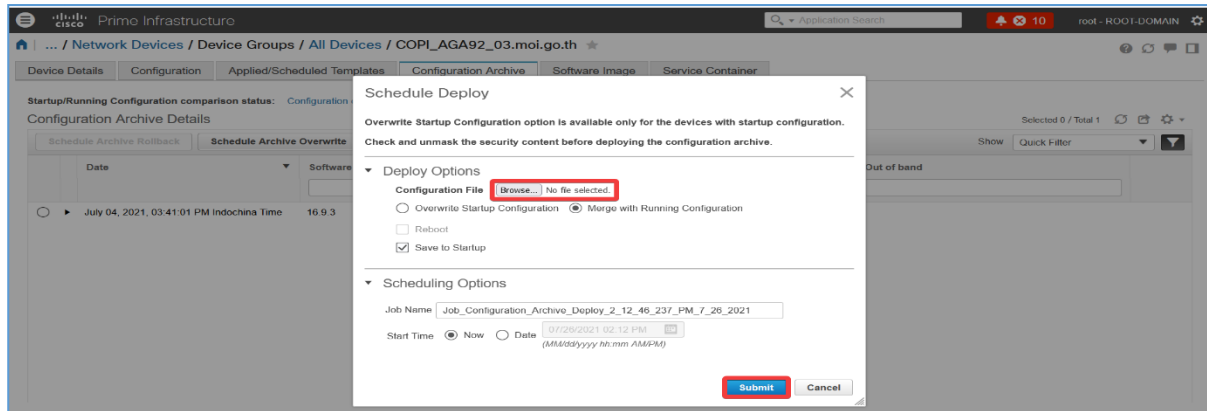 cisco Prime Infrastructure
Application Search
10
root - ROOT-DOMAIN
... / Network Devices / Device Groups / All Devices / COPI_AGA92_03.moi.go.th
Device Details
Configuration
Applied/Scheduled Templates
Configuration Archive
Software Image
Service Container
Startup/Running Configuration comparison status: Configuration
Configuration Archive Details
Selected 0 / Total 1
Schedule Archive Rollback
Schedule Archive Overwrite
Show
Quick Filter
Date
Software
Out of band
July 04, 2021, 03:41:01 PM Indochina Time
16.9.3
Schedule Deploy
Overwrite Startup Configuration option is available only for the devices with startup configuration.
Check and unmask the security content before deploying the configuration archive.
Deploy Options
Configuration File Browse... No file selected.
Overwrite Startup Configuration Merge with Running Configuration
Reboot
Save to Startup
Scheduling Options
Job Name Job_Configuration_Archive_Deploy_2_12_46_237_PM_7_26_2021
Start Time Now Date 07/26/2021 02:12 PM
(MM/dd/yyyy hh:mm AM/PM)
Submit
Cancel